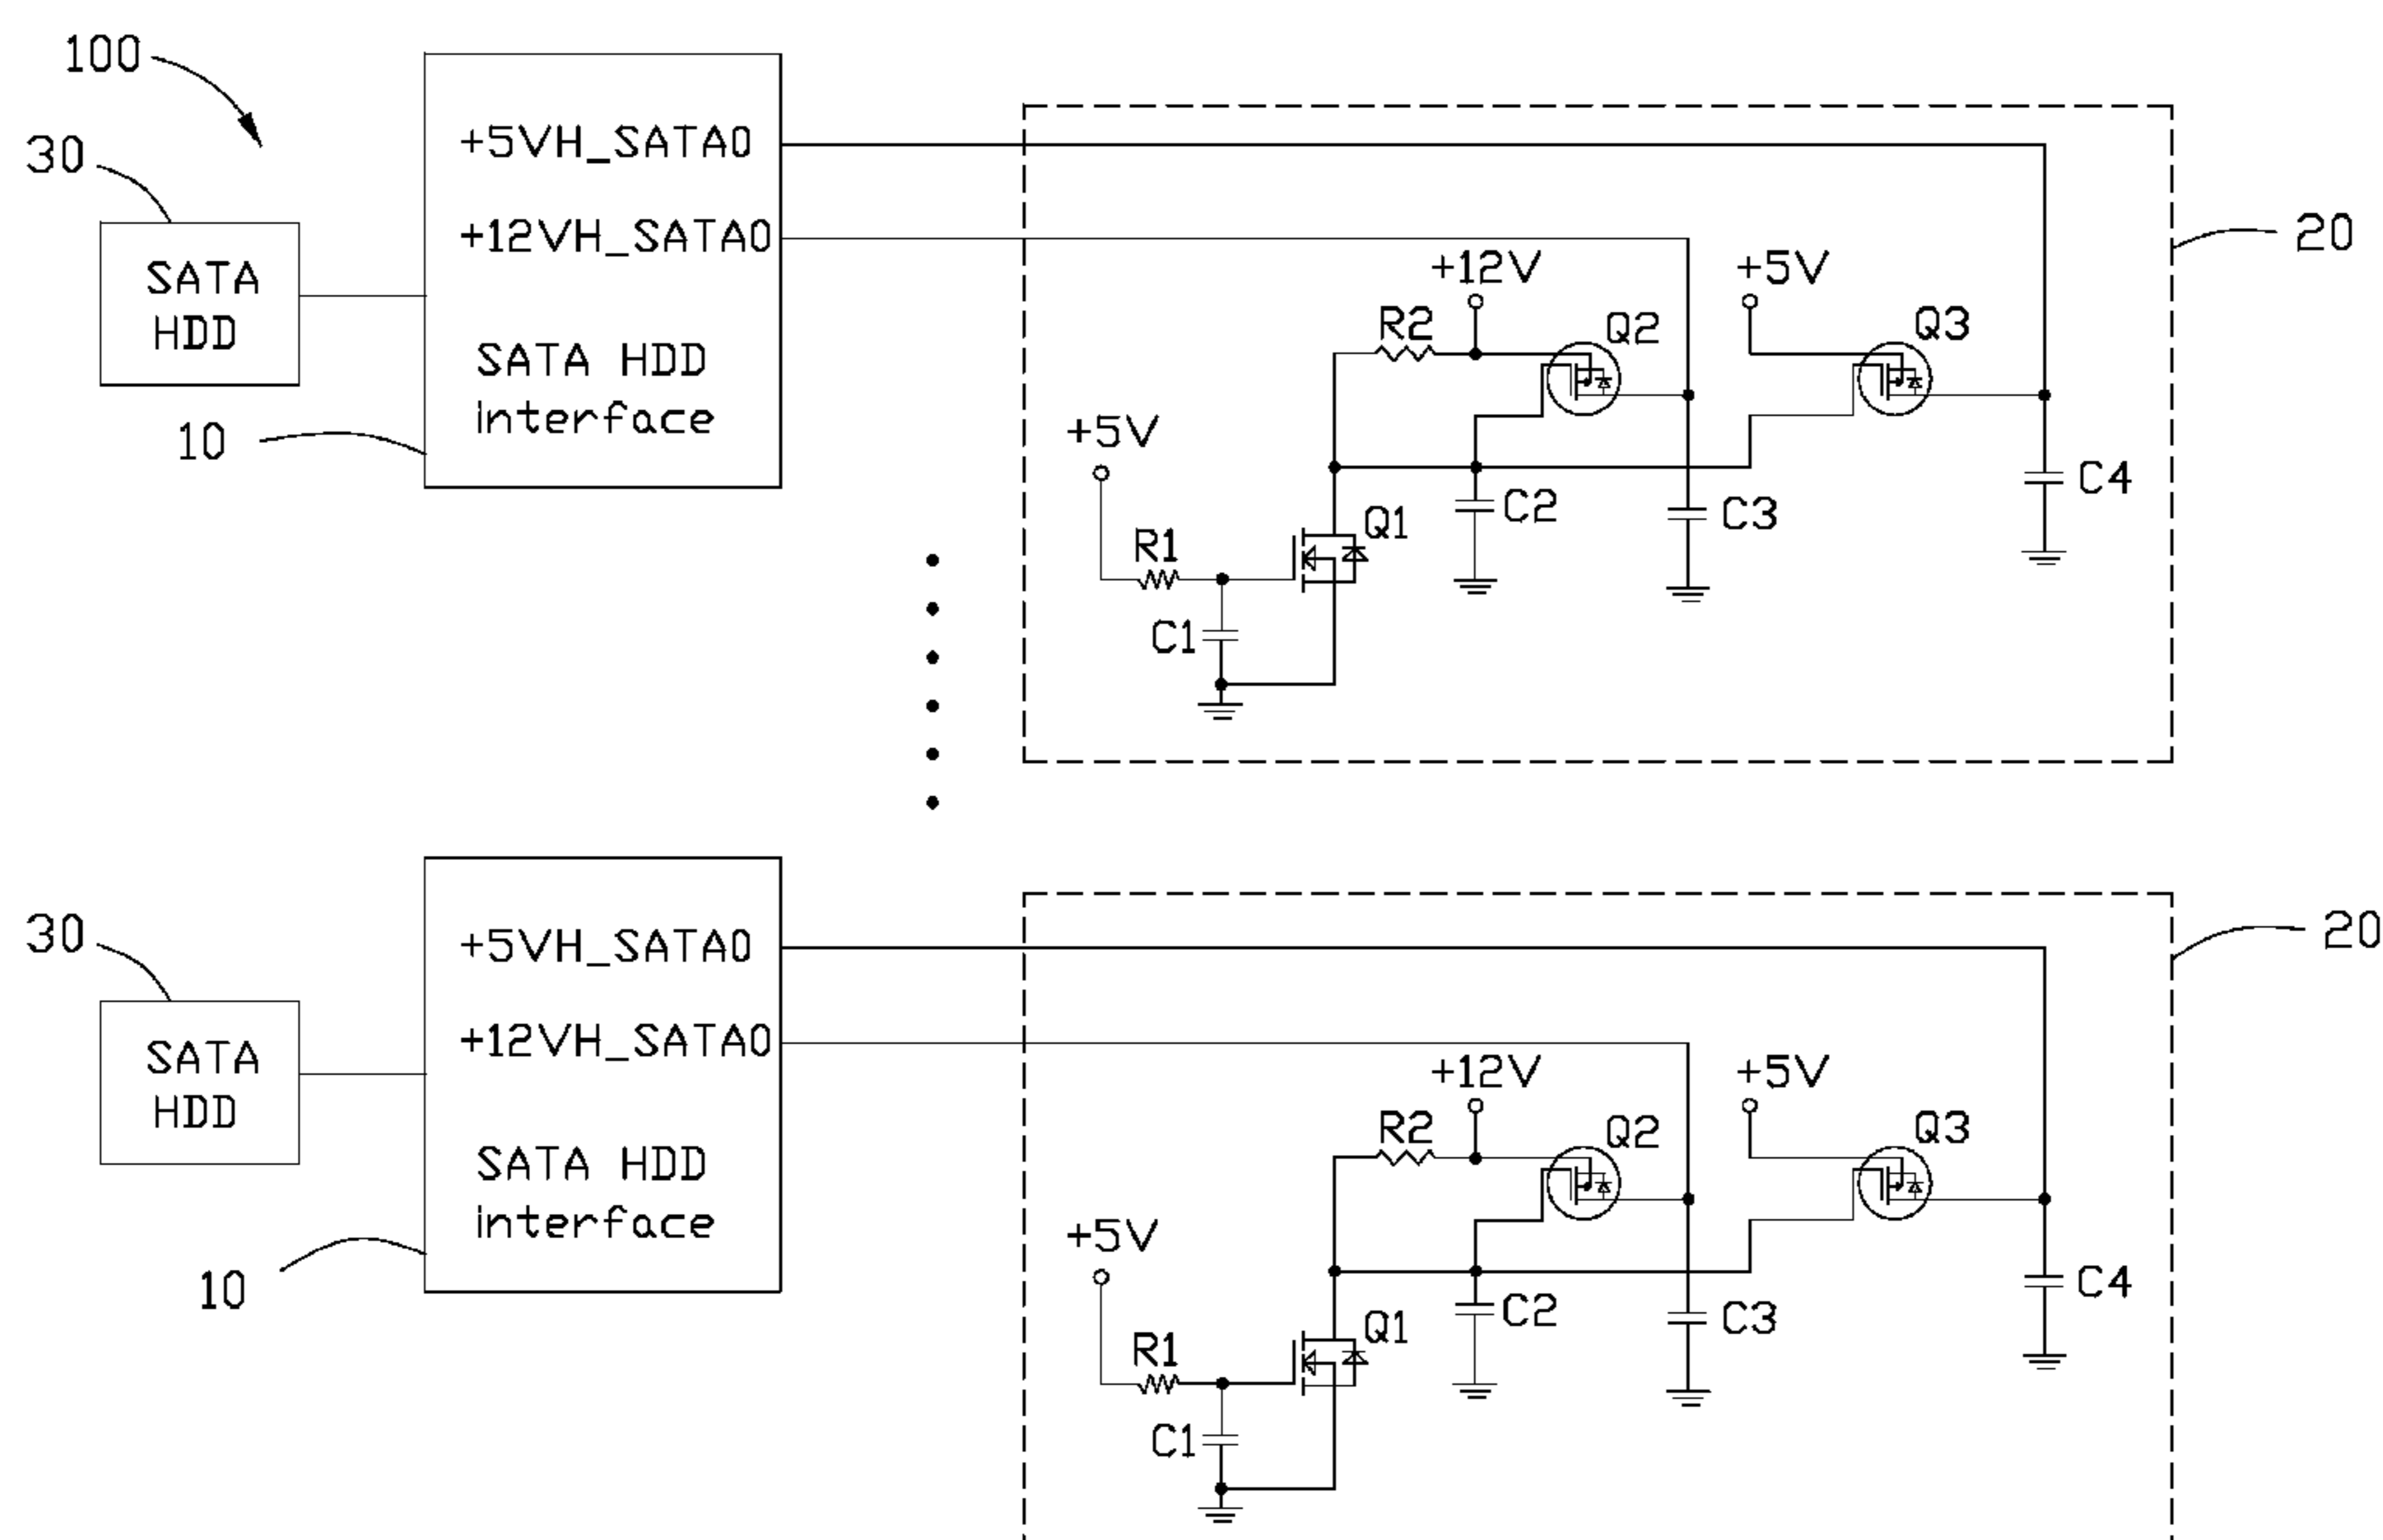 100
30
SATA
HDD
+5VH_SATA0
+12VH_SATA0
SATA HDD
interface
10
20
+12V
+5V
R2
Q2
Q3
+5V
R1
Q1
C1
C2
C3
C4
30
SATA
HDD
+5VH_SATA0
+12VH_SATA0
SATA HDD
interface
10
20
+12V
+5V
R2
Q2
Q3
+5V
R1
Q1
C1
C2
C3
C4